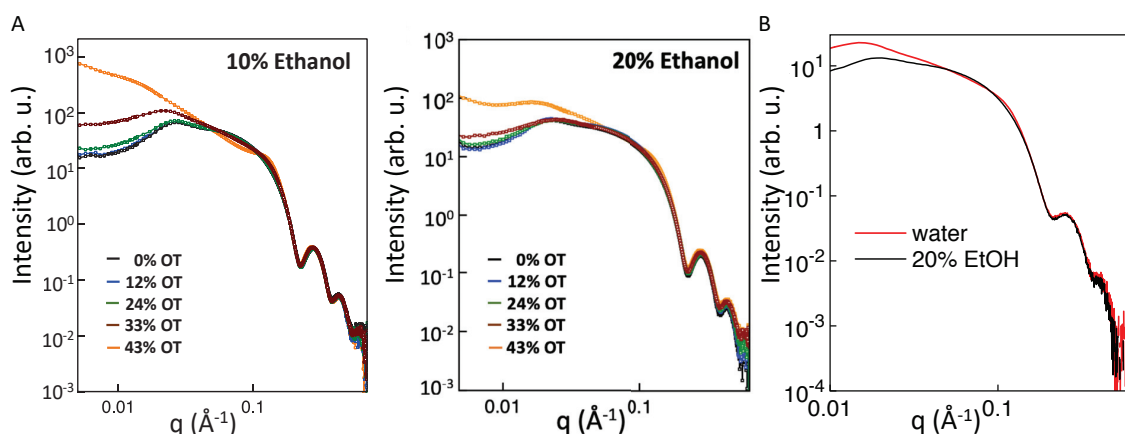 A
10% Ethanol
Intensity (arb. u.)
10³
10²
10¹
10⁰
10⁻¹
10⁻²
10⁻³
0% OT
12% OT
24% OT
33% OT
43% OT
0.01
0.1
q (Å⁻¹)
20% Ethanol
Intensity (arb. u.)
10³
10²
10¹
10⁰
10⁻¹
10⁻²
10⁻³
0% OT
12% OT
24% OT
33% OT
43% OT
0.01
0.1
q (Å⁻¹)
B
Intensity (arb. u.)
10¹
1
10⁻¹
10⁻²
10⁻³
10⁻⁴
water
20% EtOH
0.01
0.1
q (Å⁻¹)